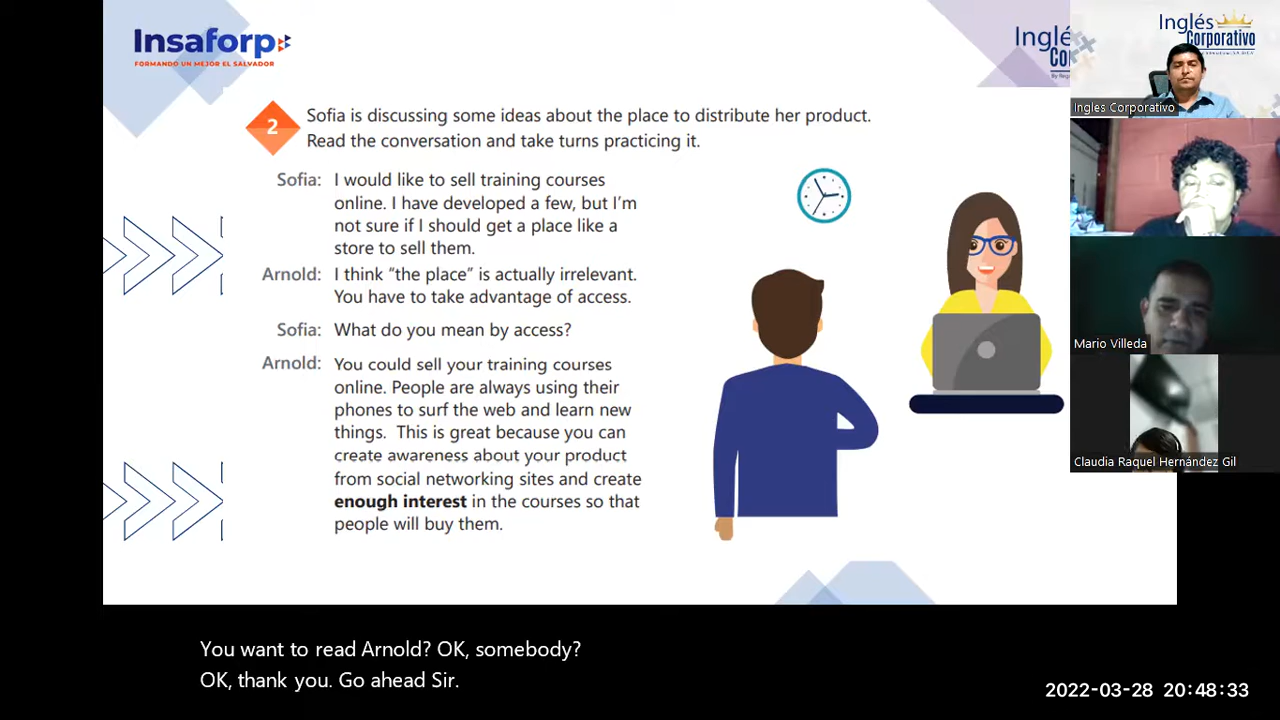 Insaforp
FORMANDO UN MEJOR EL SALVADOR
Inglés
Corporativo
Ingles Corporativo
2
Sofia is discussing some ideas about the place to distribute her product.
Read the conversation and take turns practicing it.
Sofia: I would like to sell training courses
online. I have developed a few, but I'm
not sure if I should get a place like a
store to sell them.
Arnold: I think "the place" is actually irrelevant.
You have to take advantage of access.
Sofia: What do you mean by access?
Arnold: You could sell your training courses
online. People are always using their
phones to surf the web and learn new
things. This is great because you can
create awareness about your product
from social networking sites and create
enough interest in the courses so that
people will buy them.
Mario Villeda
Claudia Raquel Hernández Gil
You want to read Arnold? OK, somebody?
OK, thank you. Go ahead Sir.
2022-03-28 20:48:33